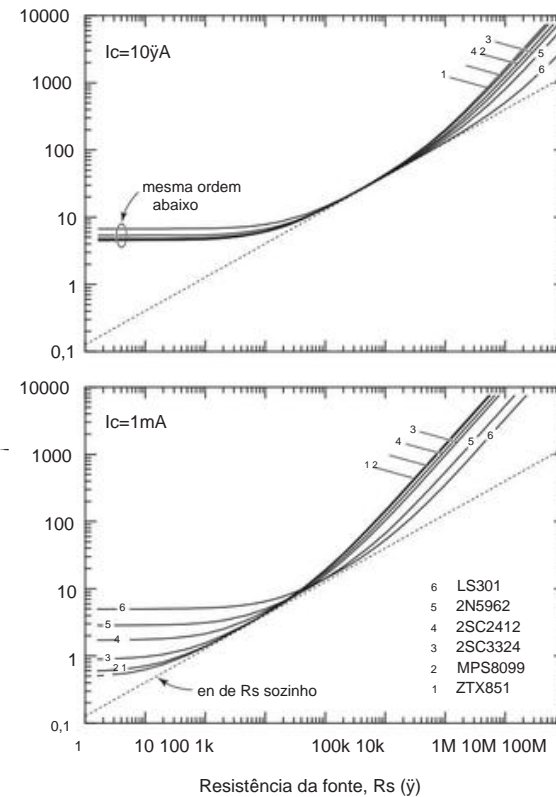 10000
Ic=10ÿA
3
4 2
5
1
6
1000
100
mesma ordem
abaixo
10
1
0,1
10000
Ic=1mA
3
4
5 6
1 2
1000
100
10
6
5
4
3
2 1
1
0,1
6 LS301
5 2N5962
4 2SC2412
3 2SC3324
2 MPS8099
1 ZTX851
en de Rs sozinho
1 10 100 1k 100k 10k 1M 10M 100M
Resistência da fonte, Rs (ÿ)